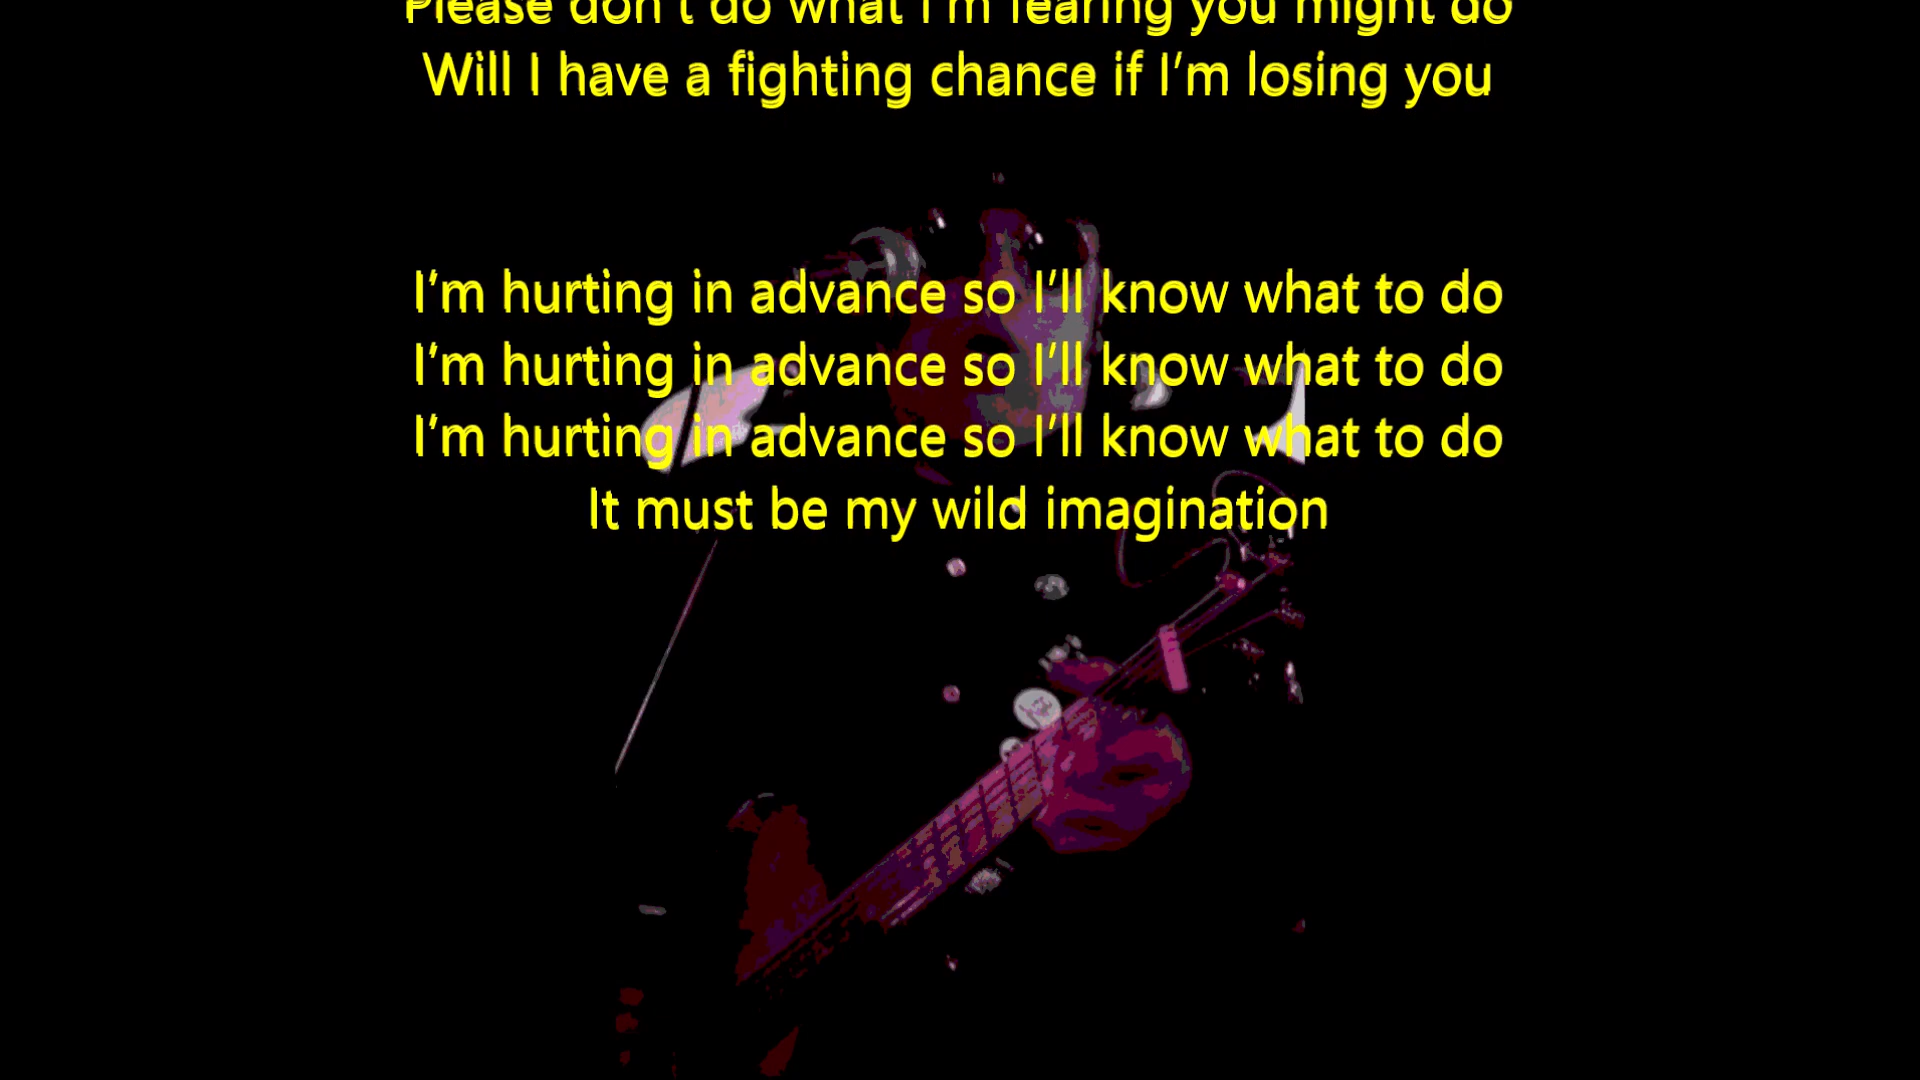 Please don't do what I'm fearing you might do
Will I have a fighting chance if I'm losing you
I'm hurting in advance so I'll know what to do
I'm hurting in advance so I'll know what to do
I'm hurting in advance so I'll know what to do
It must be my wild imagination